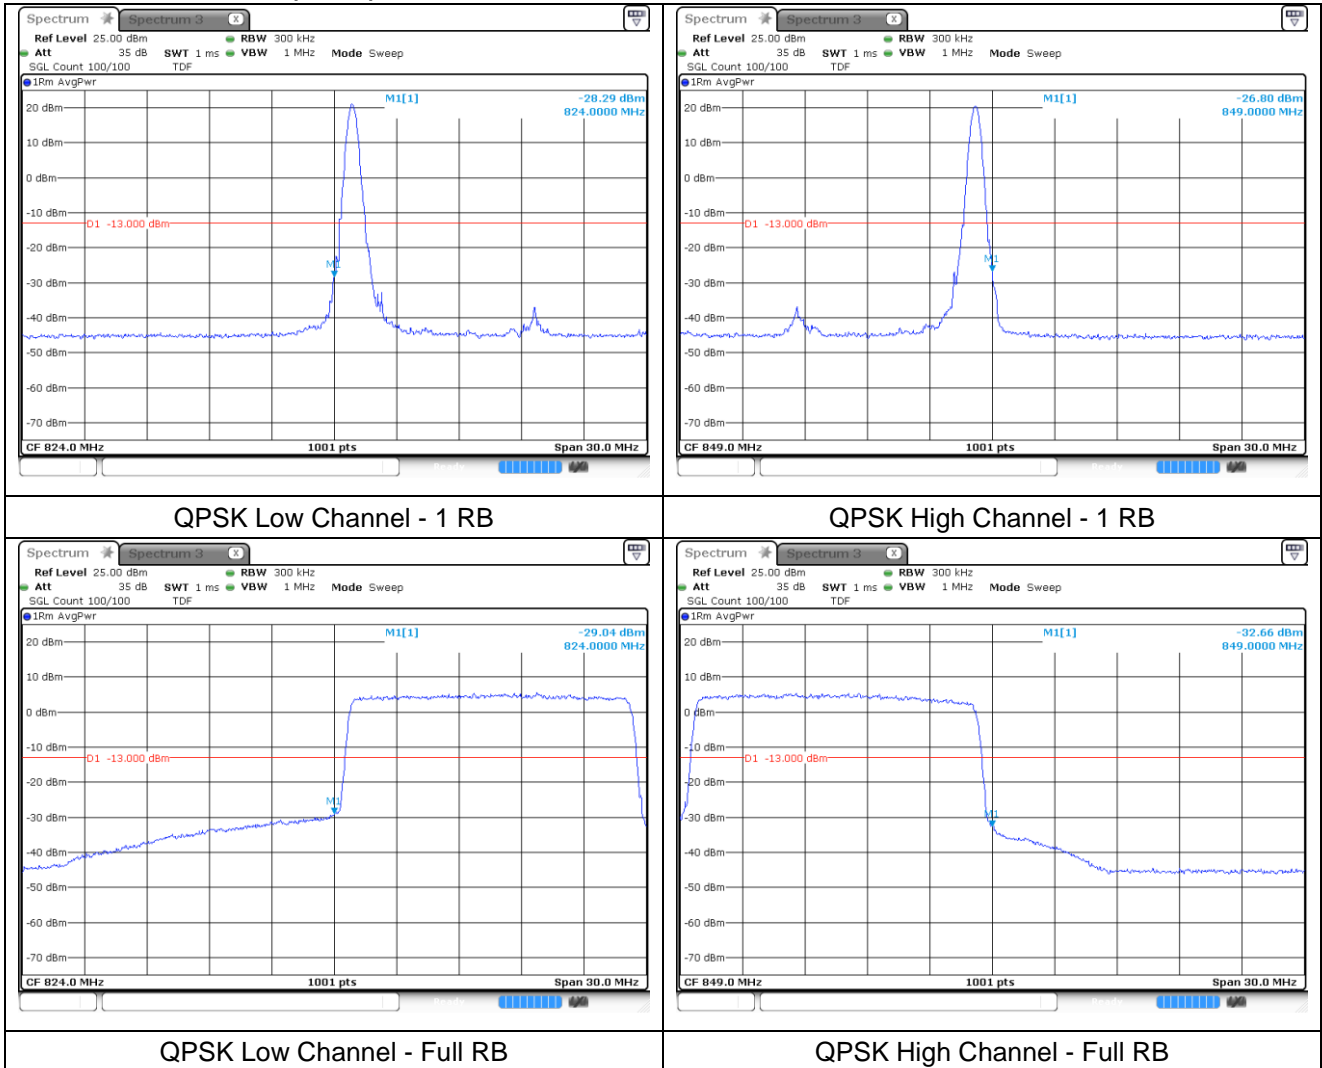 Spectrum Spectrum 3 X
Ref Level 25.00 dBm RBW 300 kHz
Att 35 dB SWT 1 ms VBW 1 MHz Mode Sweep
SGL Count 100/100 TDF
1Rm AvgPwr
M1[1] -28.29 dBm
824.0000 MHz
20 dBm
10 dBm
0 dBm
-10 dBm
D1 -13.000 dBm
-20 dBm
M1
-30 dBm
-40 dBm
-50 dBm
-60 dBm
-70 dBm
CF 824.0 MHz 1001 pts Span 30.0 MHz
QPSK Low Channel - 1 RB
Spectrum Spectrum 3 X
Ref Level 25.00 dBm RBW 300 kHz
Att 35 dB SWT 1 ms VBW 1 MHz Mode Sweep
SGL Count 100/100 TDF
1Rm AvgPwr
M1[1] -26.80 dBm
849.0000 MHz
20 dBm
10 dBm
0 dBm
-10 dBm
D1 -13.000 dBm
-20 dBm
M1
-30 dBm
-40 dBm
-50 dBm
-60 dBm
-70 dBm
CF 849.0 MHz 1001 pts Span 30.0 MHz
QPSK High Channel - 1 RB
Spectrum Spectrum 3 X
Ref Level 25.00 dBm RBW 300 kHz
Att 35 dB SWT 1 ms VBW 1 MHz Mode Sweep
SGL Count 100/100 TDF
1Rm AvgPwr
M1[1] -29.04 dBm
824.0000 MHz
20 dBm
10 dBm
0 dBm
-10 dBm
D1 -13.000 dBm
-20 dBm
M1
-30 dBm
-40 dBm
-50 dBm
-60 dBm
-70 dBm
CF 824.0 MHz 1001 pts Span 30.0 MHz
QPSK Low Channel - Full RB
Spectrum Spectrum 3 X
Ref Level 25.00 dBm RBW 300 kHz
Att 35 dB SWT 1 ms VBW 1 MHz Mode Sweep
SGL Count 100/100 TDF
1Rm AvgPwr
M1[1] -32.66 dBm
849.0000 MHz
20 dBm
10 dBm
0 dBm
-10 dBm
D1 -13.000 dBm
-20 dBm
M1
-30 dBm
-40 dBm
-50 dBm
-60 dBm
-70 dBm
CF 849.0 MHz 1001 pts Span 30.0 MHz
QPSK High Channel - Full RB